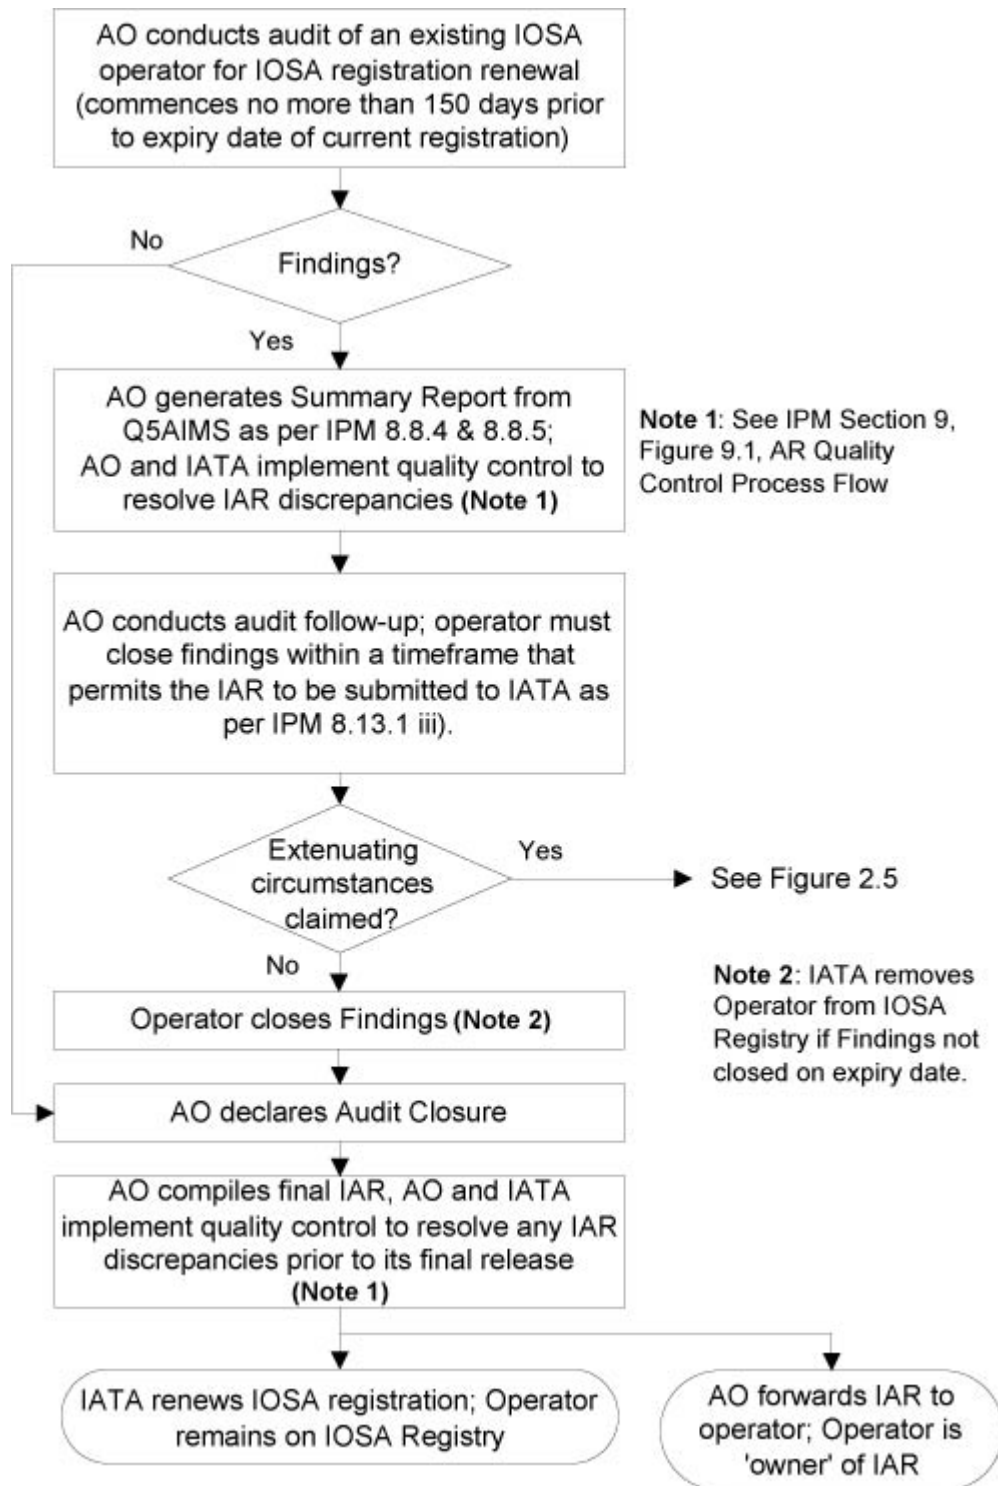 AO conducts audit of an existing IOSA
operator for IOSA registration renewal
(commences no more than 150 days prior
to expiry date of current registration)
No
Findings?
Yes
AO generates Summary Report from
Q5AIMS as per IPM 8.8.4 & 8.8.5;
AO and IATA implement quality control to
resolve IAR discrepancies (Note 1)
Note 1: See IPM Section 9,
Figure 9.1, AR Quality
Control Process Flow
AO conducts audit follow-up; operator must
close findings within a timeframe that
permits the IAR to be submitted to IATA as
per IPM 8.13.1 iii).
Extenuating
circumstances
claimed?
Yes
See Figure 2.5
No
Note 2: IATA removes
Operator from IOSA
Registry if Findings not
closed on expiry date.
Operator closes Findings (Note 2)
AO declares Audit Closure
AO compiles final IAR, AO and IATA
implement quality control to resolve any IAR
discrepancies prior to its final release
(Note 1)
IATA renews IOSA registration; Operator
remains on IOSA Registry
AO forwards IAR to
operator; Operator is
'owner' of IAR